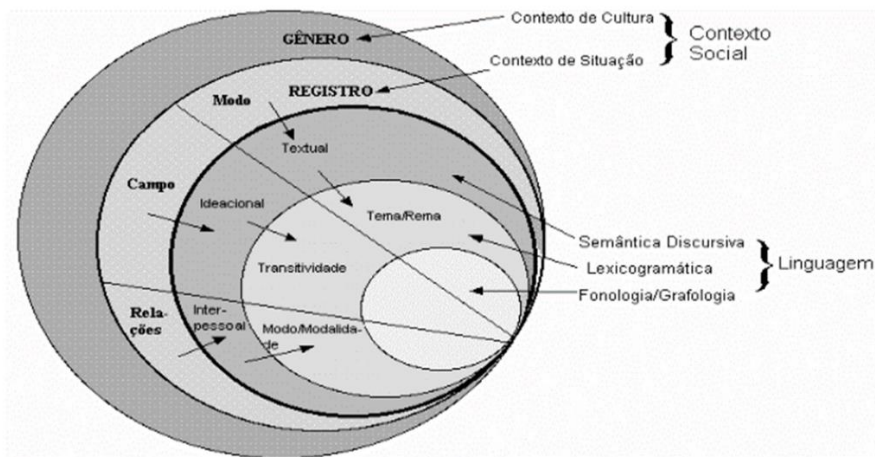 Contexto de Cultura
GÊNERO
Contexto
Social
Contexto de Situação
REGISTRO
Modo
Textual
Campo
Ideacional
Tema/Rema
Semântica Discursiva
Transitividade
Lexicogramática
Linguagem
Fonologia/Grafologia
Rela-
ções
Inter-
pessoal
Modo/Modalida-
de